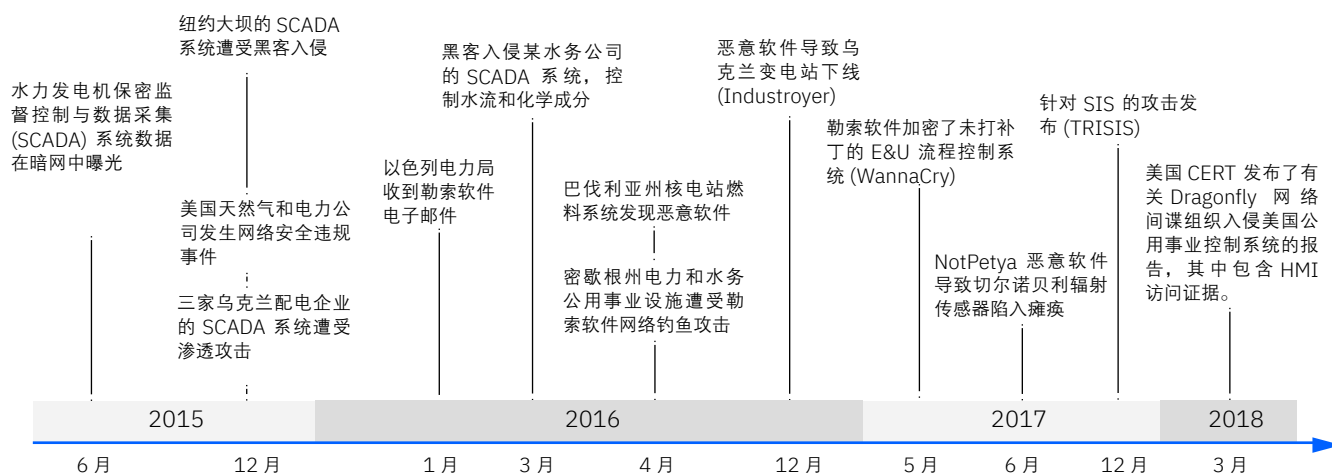 水力发电机保密监
督控制与数据采集
(SCADA) 系统数据
在暗网中曝光
纽约大坝的 SCADA
系统遭受黑客入侵
美国天然气和电力公
司发生网络安全违规
事件
三家乌克兰配电企业
的 SCADA 系统遭受
渗透攻击
以色列电力局
收到勒索软件
电子邮件
黑客入侵某水务公司
的 SCADA 系统，控
制水流和化学成分
巴伐利亚州核电站燃
料系统发现恶意软件
密歇根州电力和水务
公用事业设施遭受勒
索软件网络钓鱼攻击
恶意软件导致乌
克兰变电站下线
(Industroyer)
勒索软件加密了未打补
丁的 E&U 流程控制系
统 (WannaCry)
NotPetya 恶意软件
导致切尔诺贝利辐射
传感器陷入瘫痪
针对 SIS 的攻击发
布 (TRISIS)
美国 CERT 发布了有
关 Dragonfly 网络
间谍组织入侵美国公
用事业控制系统的报
告，其中包含 HMI
访问证据。
2015 2016 2017 2018
6 月 12 月 1 月 3 月 4 月 12 月 5 月 6 月 12 月 3 月